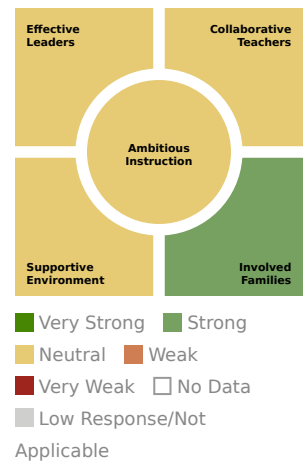 Effective
Leaders
Collaborative
Teachers
Ambitious
Instruction
Supportive
Environment
Involved
Families
Very Strong Strong
Neutral Weak
Very Weak No Data
Low Response/Not
Applicable